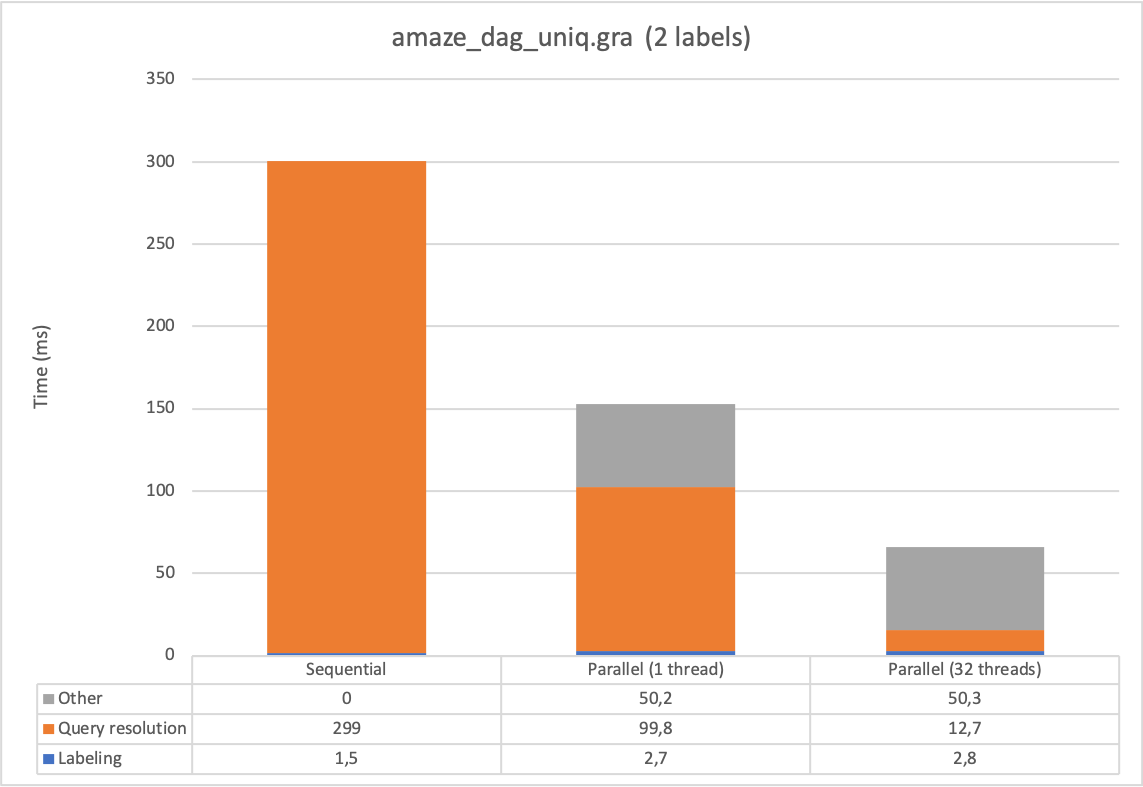 amaze_dag_uniq.gra (2 labels)
350
300
250
200
150
100
50
0
Time (ms)
Sequential Parallel (1 thread) Parallel (32 threads)
Other 0 50,2 50,3
Query resolution 299 99,8 12,7
Labeling 1,5 2,7 2,8